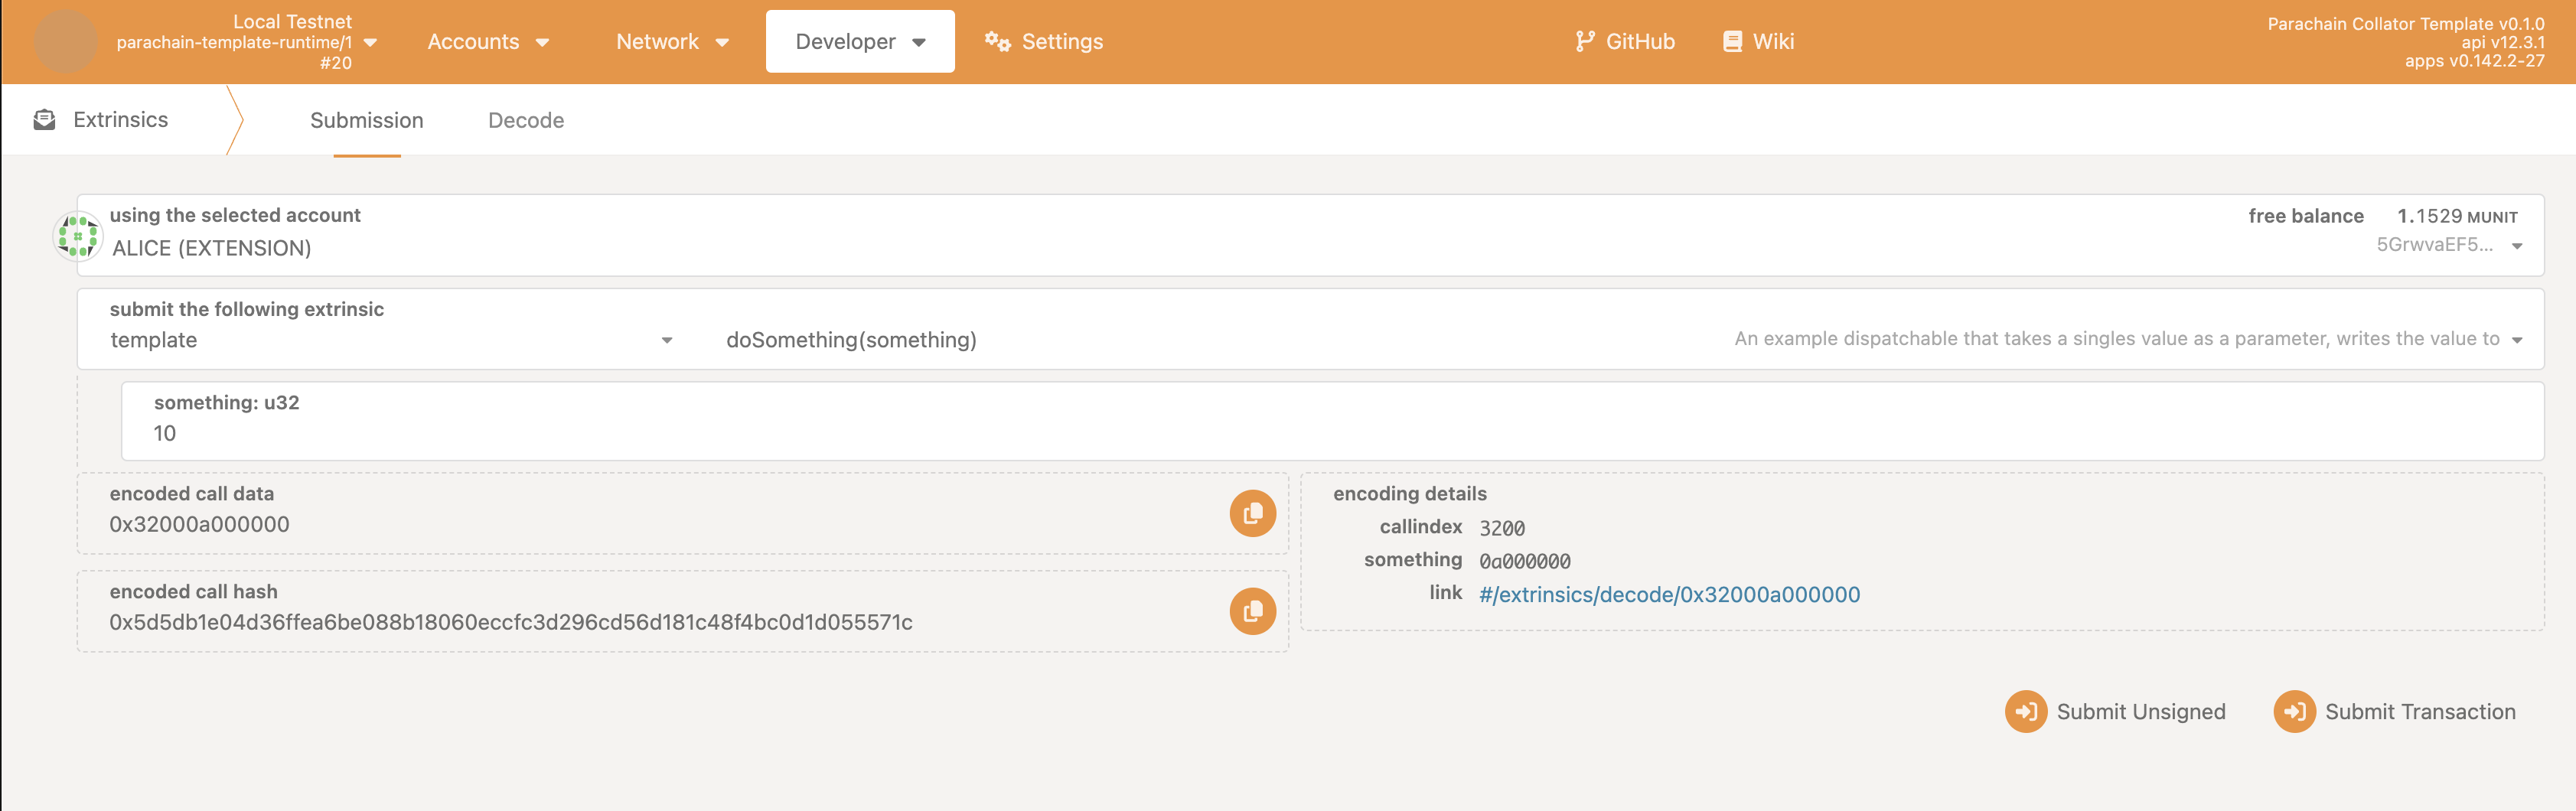 Local Testnet
parachain-template-runtime/1
#20
Accounts
Network
Developer
Settings
GitHub
Wiki
Parachain Collator Template v0.1.0
api v12.3.1
apps v0.142.2-27
Extrinsics
Submission
Decode
using the selected account
ALICE (EXTENSION)
free balance 1.1529 MUNIT
5GrwvaEF5...
submit the following extrinsic
template
doSomething(something)
An example dispatchable that takes a singles value as a parameter, writes the value to
something: u32
10
encoded call data
0x32000a000000
encoded call hash
0x5d5db1e04d36ffea6be088b18060eccfc3d296cd56d181c48f4bc0d1d055571c
encoding details
callindex 3200
something 0a000000
link #/extrinsics/decode/0x32000a000000
Submit Unsigned
Submit Transaction